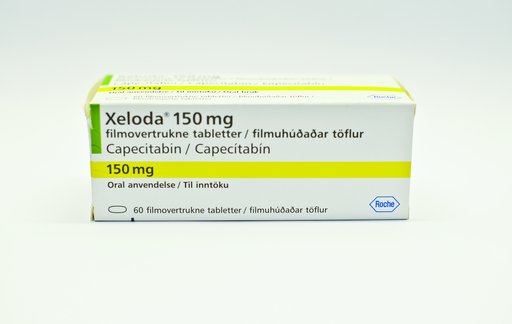 150 mg
Xeloda® 150 mg
filmovertrukne tabletter / filmuhúðaðar töflur
Capecitabin / Capecítabín
150 mg
Oral anvendelse / Til inntöku
60 filmovertrukne tabletter / filmuhúðaðar töflur
Roche